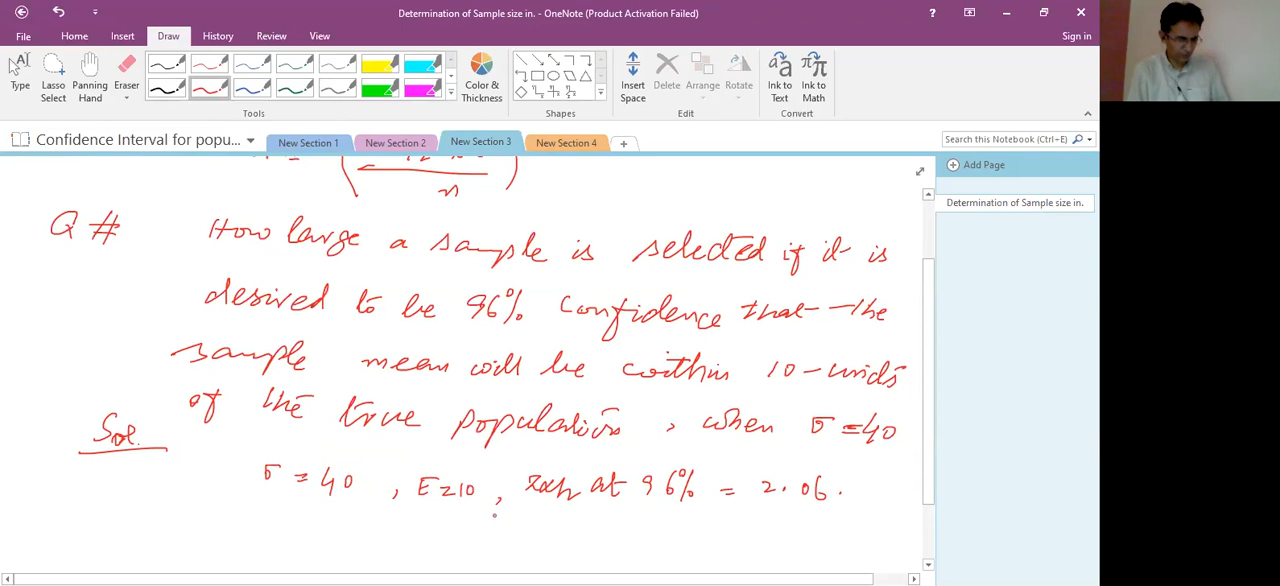 Determination of Sample size in. - OneNote (Product Activation Failed)
File Home Insert Draw History Review View Sign in
Type Lasso Select Panning Hand Eraser Color & Thickness Insert Space Delete Arrange Rotate Ink to Text Ink to Math
Tools Shapes Edit Convert
Confidence Interval for popu... New Section 1 New Section 2 New Section 3 New Section 4 Search this Notebook (Ctrl+E)
Add Page
Determination of Sample size in.
n
Q # How large a sample is selected if it is
desired to be 96% confidence that the
sample mean will be within 10-units
of the true population, when σ = 40
Sol.
σ = 40, E = 10, Zα/2 at 96% = 2.06.